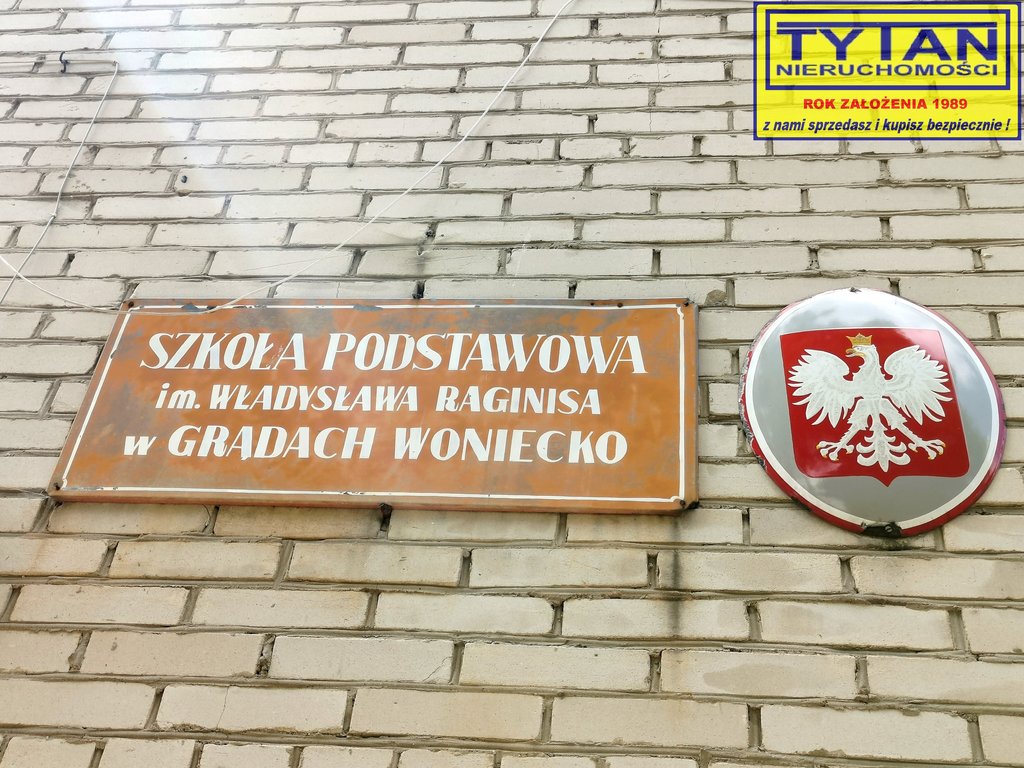 TYTAN
NIERUCHOMOŚCI
ROK ZAŁOŻENIA 1989
z nami sprzedasz i kupisz bezpiecznie !
SZKOŁA PODSTAWOWA
im. WŁADYSŁAWA RAGINISA
w GRĄDACH WONIECKO